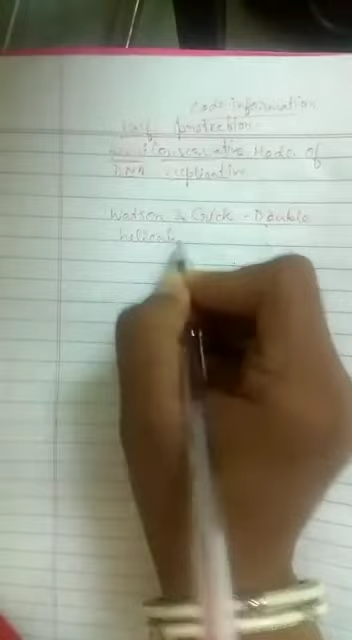 code information
protection
conservative Mode of
DNA replication
Watson & Crick - Double
helical